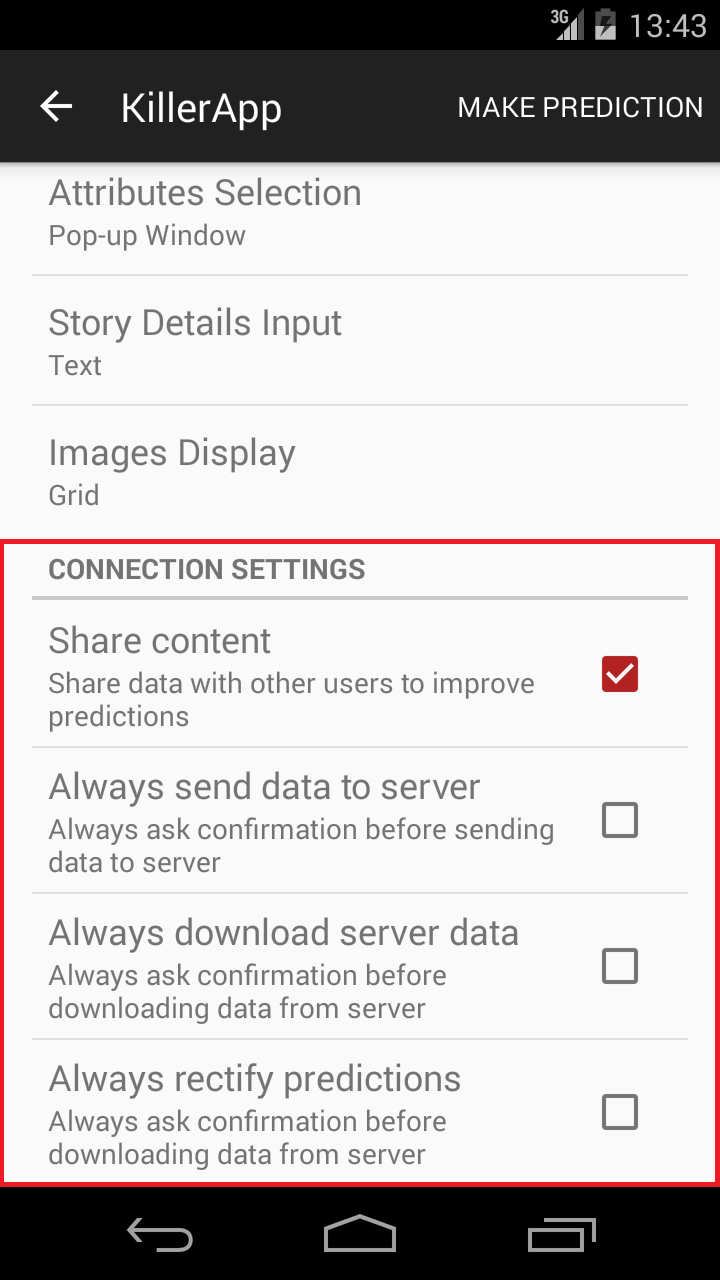 3G 13:43
KillerApp MAKE PREDICTION
Attributes Selection
Pop-up Window
Story Details Input
Text
Images Display
Grid
CONNECTION SETTINGS
Share content
Share data with other users to improve
predictions
Always send data to server
Always ask confirmation before sending
data to server
Always download server data
Always ask confirmation before
downloading data from server
Always rectify predictions
Always ask confirmation before
downloading data from server